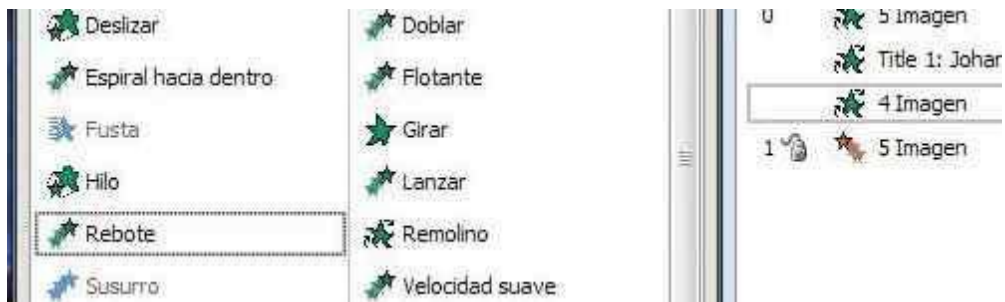 Deslizar
Doblar
Espiral hacia dentro
Flotante
Fusta
Girar
Hilo
Lanzar
Rebote
Remolino
Susurro
Velocidad suave
0 5 Imagen
Title 1: Johar
4 Imagen
1 5 Imagen